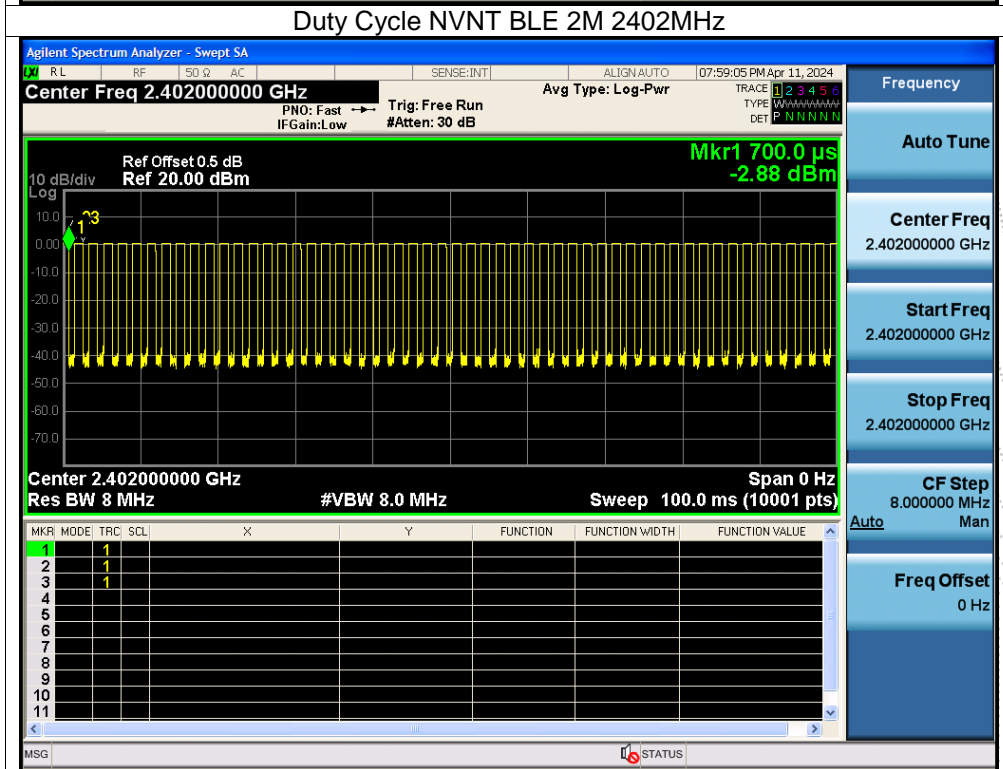 Duty Cycle NVNT BLE 2M 2402MHz
Agilent Spectrum Analyzer - Swept SA
LXI RL RF 50 Ω AC SENSE:INT ALIGN AUTO 07:59:05 PM Apr 11, 2024
Center Freq 2.402000000 GHz Avg Type: Log-Pwr TRACE 1 2 3 4 5 6
PNO: Fast Trig: Free Run TYPE WWWWWW
IFGain:Low #Atten: 30 dB DET P N N N N N
Frequency
Auto Tune
Mkr1 700.0 µs
-2.88 dBm
Ref Offset 0.5 dB
10 dB/div Ref 20.00 dBm
Log
10.0
0.00
-10.0
-20.0
-30.0
-40.0
-50.0
-60.0
-70.0
1
3
Center 2.402000000 GHz Span 0 Hz
Res BW 8 MHz #VBW 8.0 MHz Sweep 100.0 ms (10001 pts)
Center Freq
2.402000000 GHz
Start Freq
2.402000000 GHz
Stop Freq
2.402000000 GHz
CF Step
8.000000 MHz
Auto Man
Freq Offset
0 Hz
MKR MODE TRC SCL X Y FUNCTION FUNCTION WIDTH FUNCTION VALUE
1 1
2 1
3 1
4
5
6
7
8
9
10
11
MSG STATUS